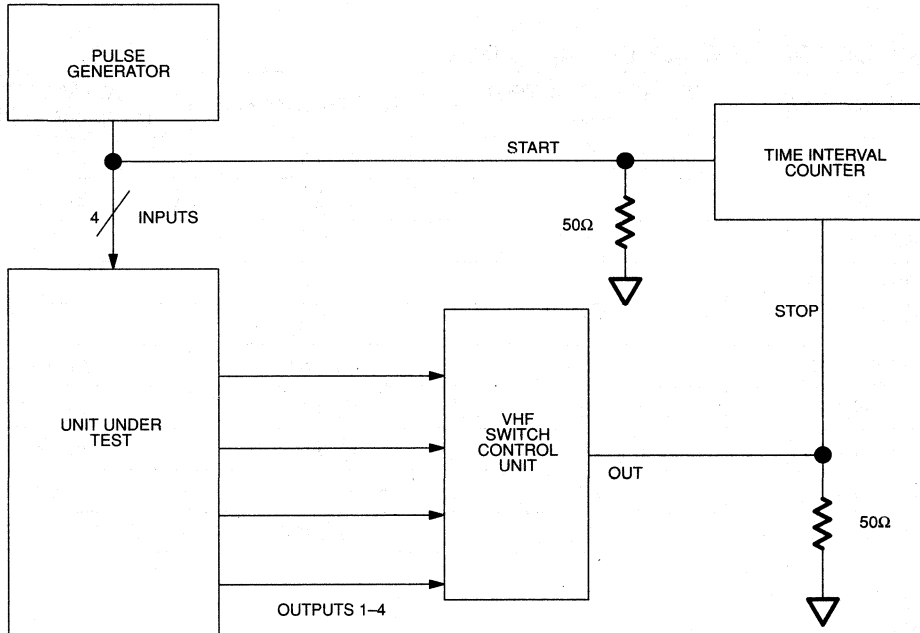 PULSE
GENERATOR
START
TIME INTERVAL
COUNTER
4 INPUTS
50Ω
STOP
UNIT UNDER
TEST
VHF
SWITCH
CONTROL
UNIT
OUT
50Ω
OUTPUTS 1–4